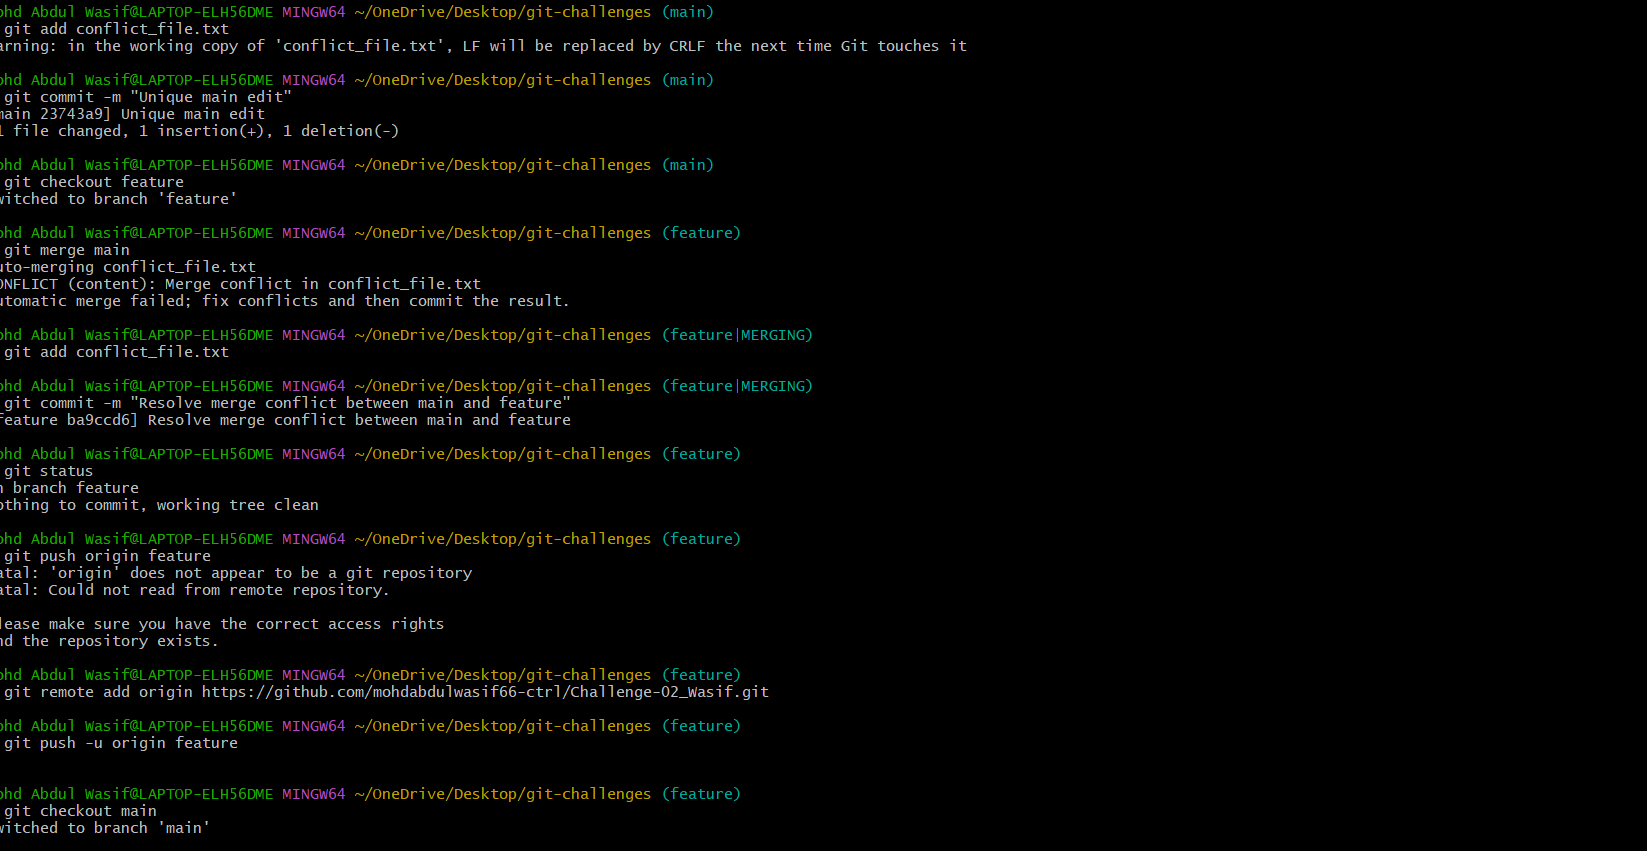 ohd Abdul Wasif@LAPTOP-ELH56DME MINGW64 ~/OneDrive/Desktop/git-challenges (main)
git add conflict_file.txt
arning: in the working copy of 'conflict_file.txt', LF will be replaced by CRLF the next time Git touches it
ohd Abdul Wasif@LAPTOP-ELH56DME MINGW64 ~/OneDrive/Desktop/git-challenges (main)
git commit -m "Unique main edit"
main 23743a9] Unique main edit
1 file changed, 1 insertion(+), 1 deletion(-)
ohd Abdul Wasif@LAPTOP-ELH56DME MINGW64 ~/OneDrive/Desktop/git-challenges (main)
git checkout feature
witched to branch 'feature'
ohd Abdul Wasif@LAPTOP-ELH56DME MINGW64 ~/OneDrive/Desktop/git-challenges (feature)
git merge main
uto-merging conflict_file.txt
ONFLICT (content): Merge conflict in conflict_file.txt
utomatic merge failed; fix conflicts and then commit the result.
ohd Abdul Wasif@LAPTOP-ELH56DME MINGW64 ~/OneDrive/Desktop/git-challenges (feature|MERGING)
git add conflict_file.txt
ohd Abdul Wasif@LAPTOP-ELH56DME MINGW64 ~/OneDrive/Desktop/git-challenges (feature|MERGING)
git commit -m "Resolve merge conflict between main and feature"
feature ba9ccd6] Resolve merge conflict between main and feature
ohd Abdul Wasif@LAPTOP-ELH56DME MINGW64 ~/OneDrive/Desktop/git-challenges (feature)
git status
n branch feature
othing to commit, working tree clean
ohd Abdul Wasif@LAPTOP-ELH56DME MINGW64 ~/OneDrive/Desktop/git-challenges (feature)
git push origin feature
atal: 'origin' does not appear to be a git repository
atal: Could not read from remote repository.
lease make sure you have the correct access rights
nd the repository exists.
ohd Abdul Wasif@LAPTOP-ELH56DME MINGW64 ~/OneDrive/Desktop/git-challenges (feature)
git remote add origin https://github.com/mohdabdulwasif66-ctrl/Challenge-02_Wasif.git
ohd Abdul Wasif@LAPTOP-ELH56DME MINGW64 ~/OneDrive/Desktop/git-challenges (feature)
git push -u origin feature
ohd Abdul Wasif@LAPTOP-ELH56DME MINGW64 ~/OneDrive/Desktop/git-challenges (feature)
git checkout main
witched to branch 'main'